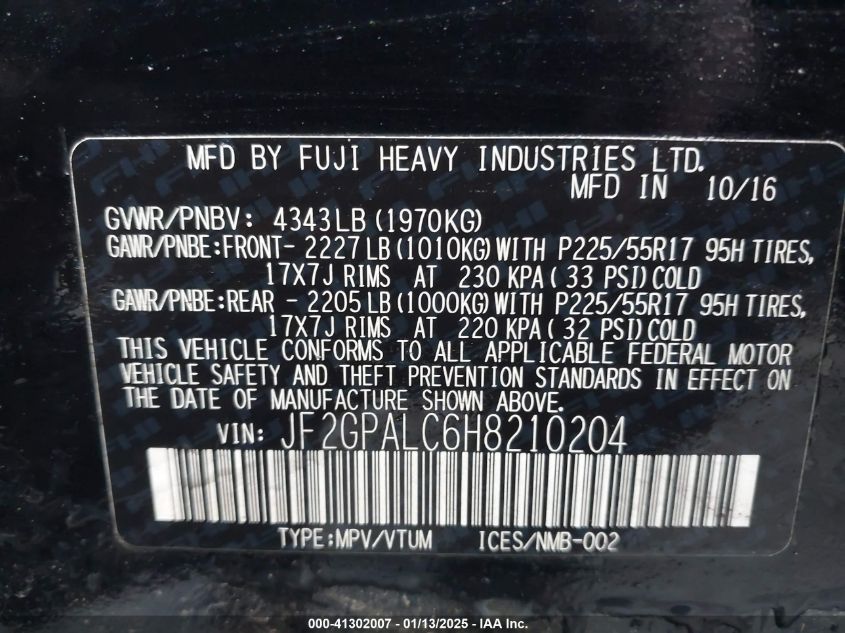 MFD BY FUJI HEAVY INDUSTRIES LTD.
MFD IN 10/16
GVWR/PNBV: 4343LB (1970KG)
GAWR/PNBE:FRONT- 2227 LB (1010KG) WITH P225/55R17 95H TIRES,
17X7J RIMS AT 230 KPA ( 33 PSI) COLD
GAWR/PNBE:REAR - 2205 LB (1000KG) WITH P225/55R17 95H TIRES,
17X7J RIMS AT 220 KPA ( 32 PSI) COLD
THIS VEHICLE CONFORMS TO ALL APPLICABLE FEDERAL MOTOR
VEHICLE SAFETY AND THEFT PREVENTION STANDARDS IN EFFECT ON
THE DATE OF MANUFACTURE SHOWN ABOVE.
VIN: JF2GPALC6H8210204
TYPE:MPV/VTUM ICES/NMB-002
000-41302007 - 01/13/2025 - IAA Inc.